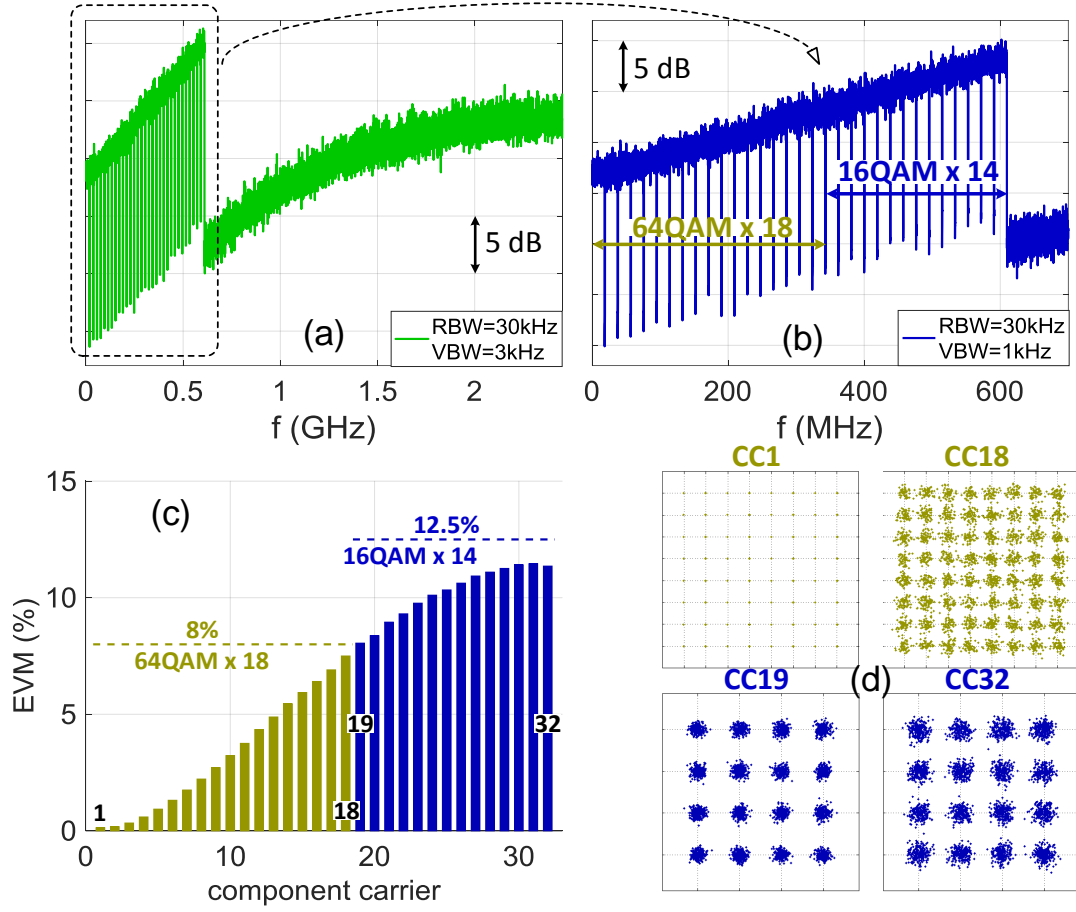 5 dB
(a)
RBW=30kHz
VBW=3kHz
0 0.5 1 1.5 2
f (GHz)
5 dB
16QAM x 14
64QAM x 18
(b)
RBW=30kHz
VBW=1kHz
0 200 400 600
f (MHz)
15
10
5
0
EVM (%)
(c)
12.5%
16QAM x 14
8%
64QAM x 18
1
18
19
32
0 10 20 30
component carrier
CC1
CC18
CC19
(d)
CC32